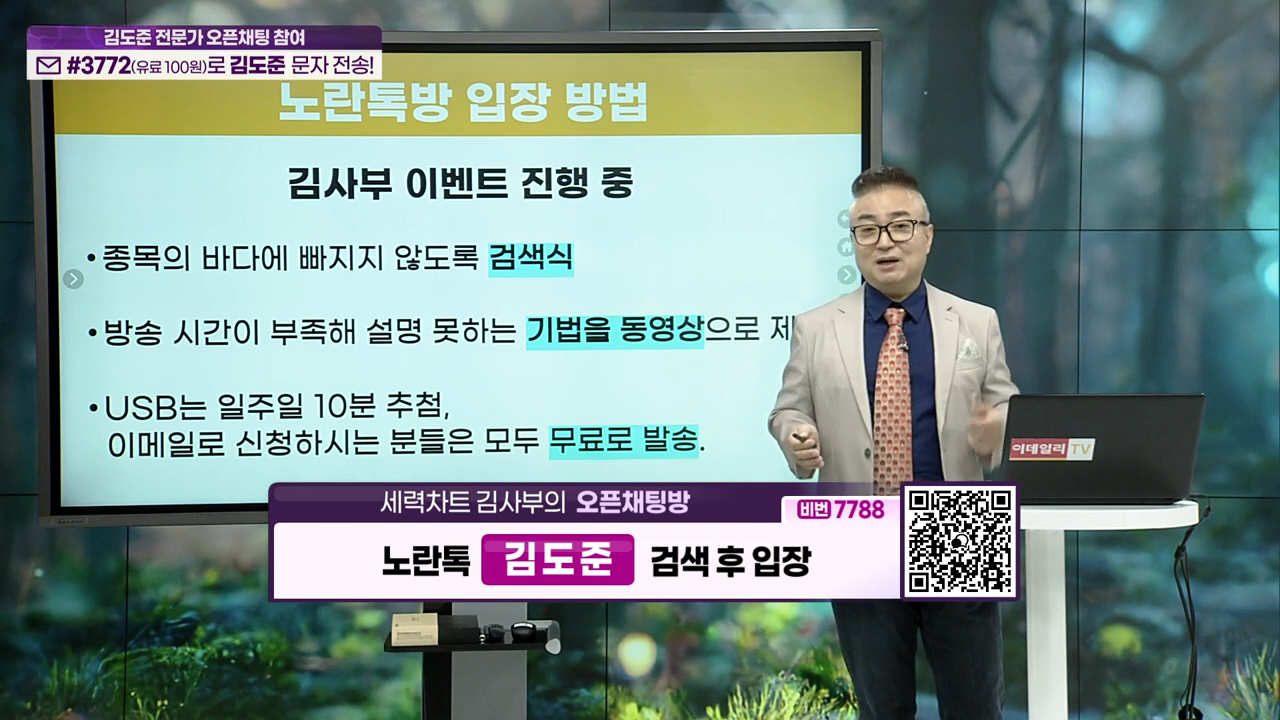 김도준 전문가 오픈채팅 참여
#3772(유료 100원)로 김도준 문자 전송!
노란톡방 입장 방법
김사부 이벤트 진행 중
• 종목의 바다에 빠지지 않도록 검색식
• 방송 시간이 부족해 설명 못하는 기법을 동영상으로 제
• USB는 일주일 10분 추첨,
이메일로 신청하시는 분들은 모두 무료로 발송.
이데일리 TV
세력차트 김사부의 오픈채팅방
비번 7788
노란톡 김도준 검색 후 입장